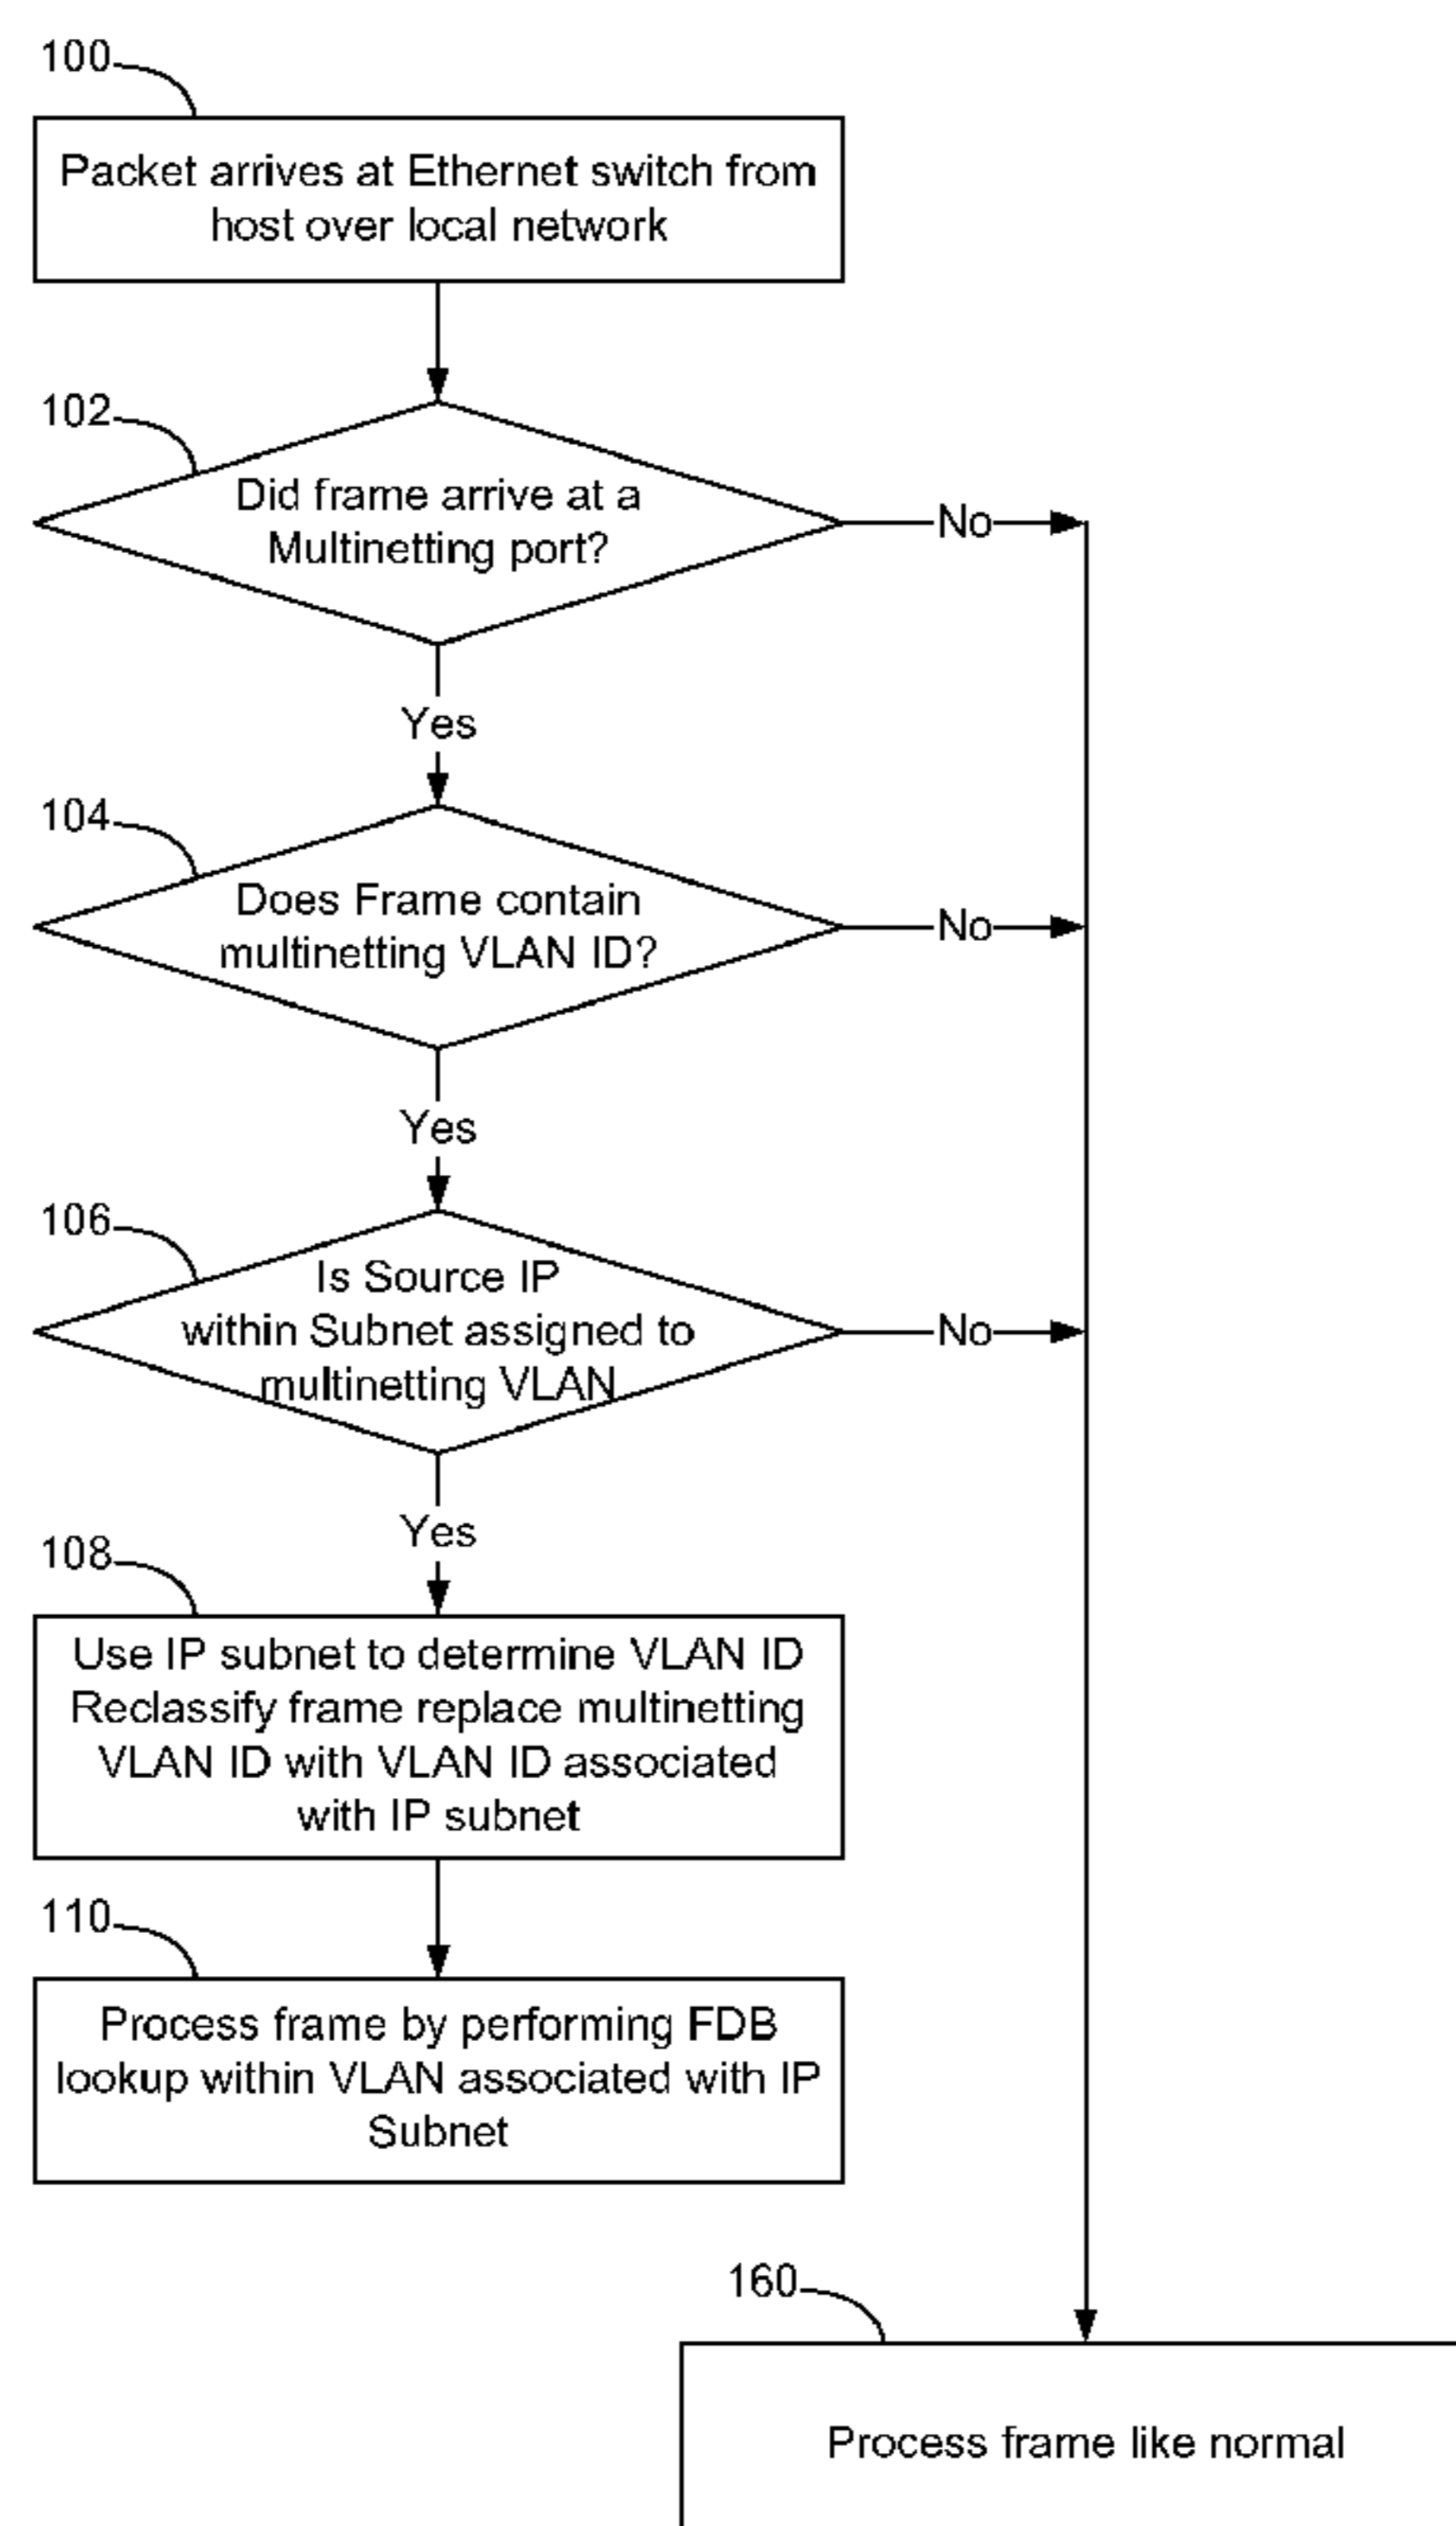 100
Packet arrives at Ethernet switch from
host over local network
102
Did frame arrive at a
Multinetting port?
No
Yes
104
Does Frame contain
multinetting VLAN ID?
No
Yes
106
Is Source IP
within Subnet assigned to
multinetting VLAN
No
Yes
108
Use IP subnet to determine VLAN ID
Reclassify frame replace multinetting
VLAN ID with VLAN ID associated
with IP subnet
110
Process frame by performing FDB
lookup within VLAN associated with IP
Subnet
160
Process frame like normal